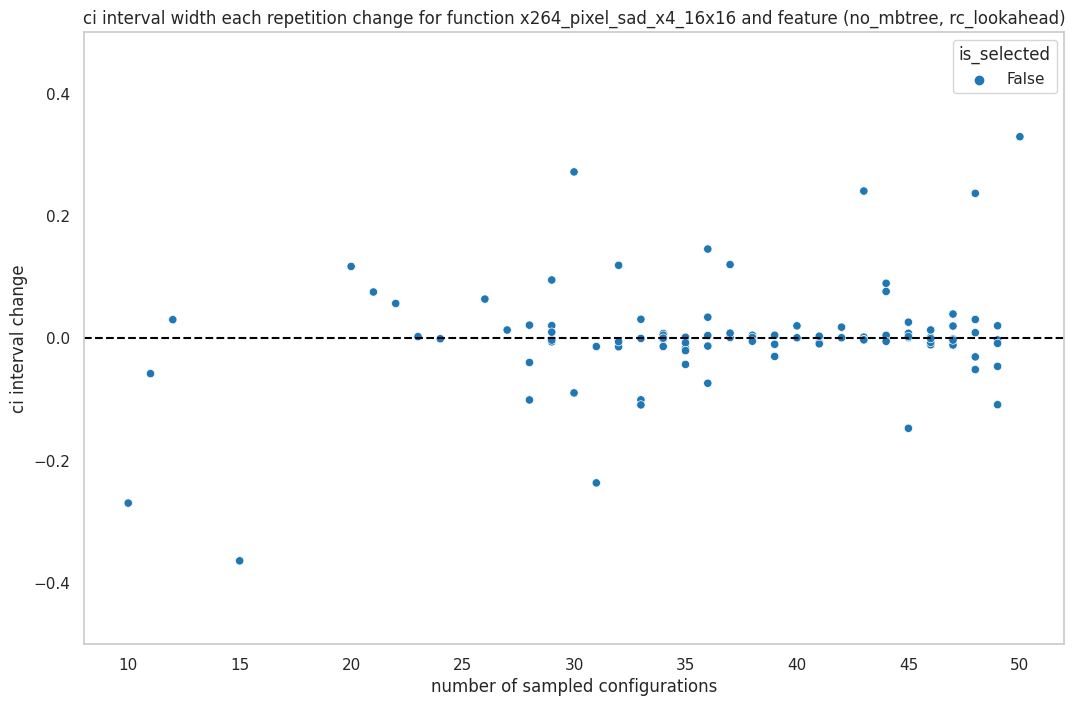 ci interval width each repetition change for function x264_pixel_sad_x4_16x16 and feature (no_mbtree, rc_lookahead)
is_selected
False
0.4
0.2
0.0
−0.2
−0.4
ci interval change
10 15 20 25 30 35 40 45 50
number of sampled configurations